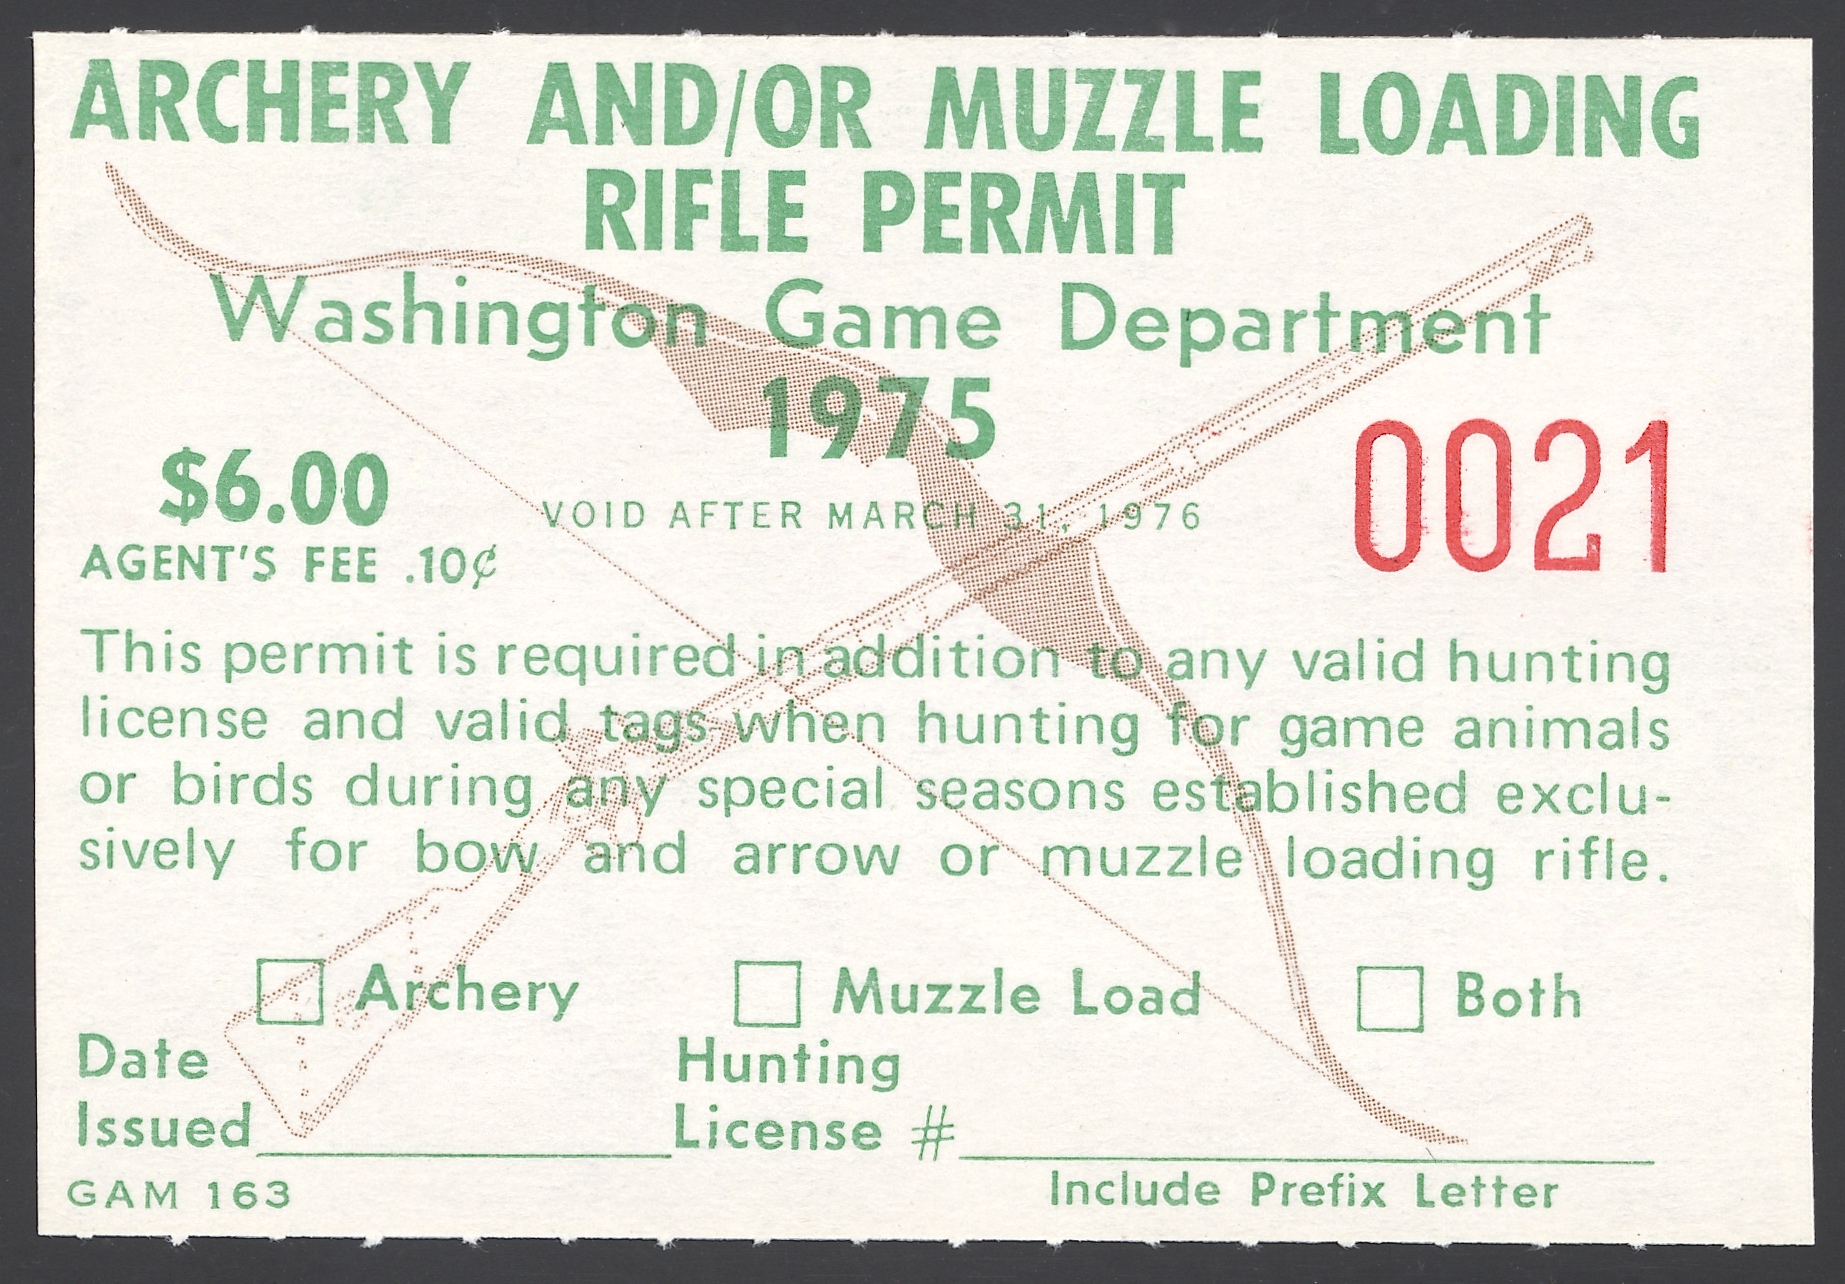 ARCHERY AND/OR MUZZLE LOADING
RIFLE PERMIT
Washington Game Department
1975
$6.00
VOID AFTER MARCH 31, 1976
0021
AGENT'S FEE .10¢
This permit is required in addition to any valid hunting
license and valid tags when hunting for game animals
or birds during any special seasons established exclu-
sively for bow and arrow or muzzle loading rifle.
Archery Muzzle Load Both
Date Hunting
Issued License #
GAM 163 Include Prefix Letter